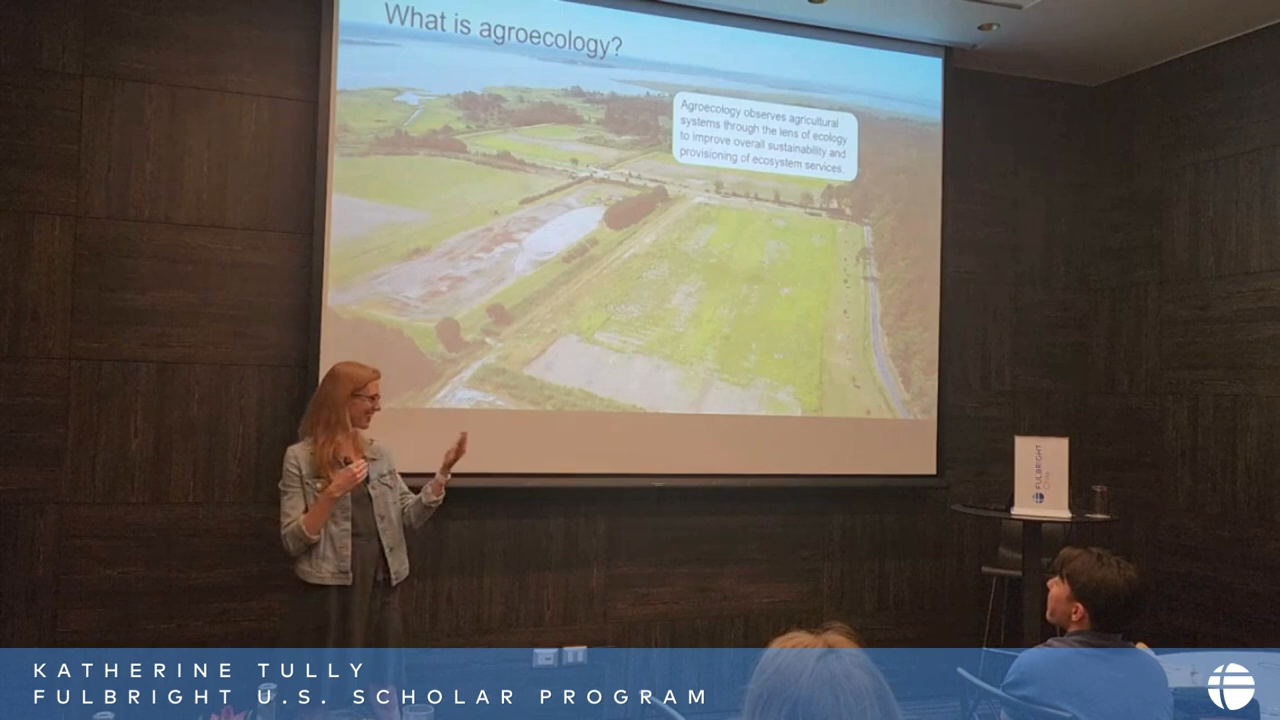 What is agroecology?
Agroecology observes agricultural
systems through the lens of ecology
to improve overall sustainability and
provisioning of ecosystem services.
FULBRIGHT
KATHERINE TULLY
FULBRIGHT U.S. SCHOLAR PROGRAM